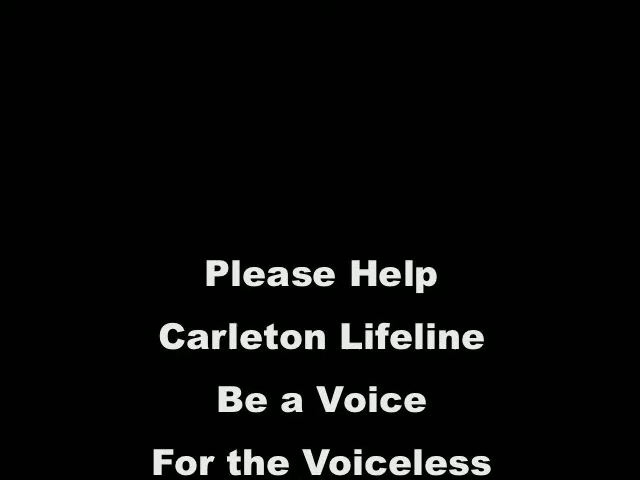 Please Help
Carleton Lifeline
Be a Voice
For the Voiceless